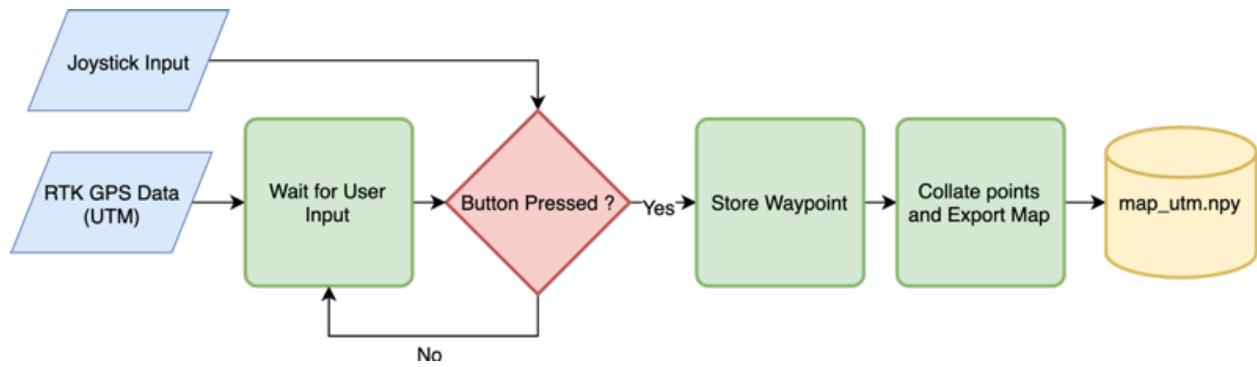 Joystick Input
RTK GPS Data
(UTM)
Wait for User
Input
Button Pressed ?
Yes
No
Store Waypoint
Collate points
and Export Map
map_utm.npy